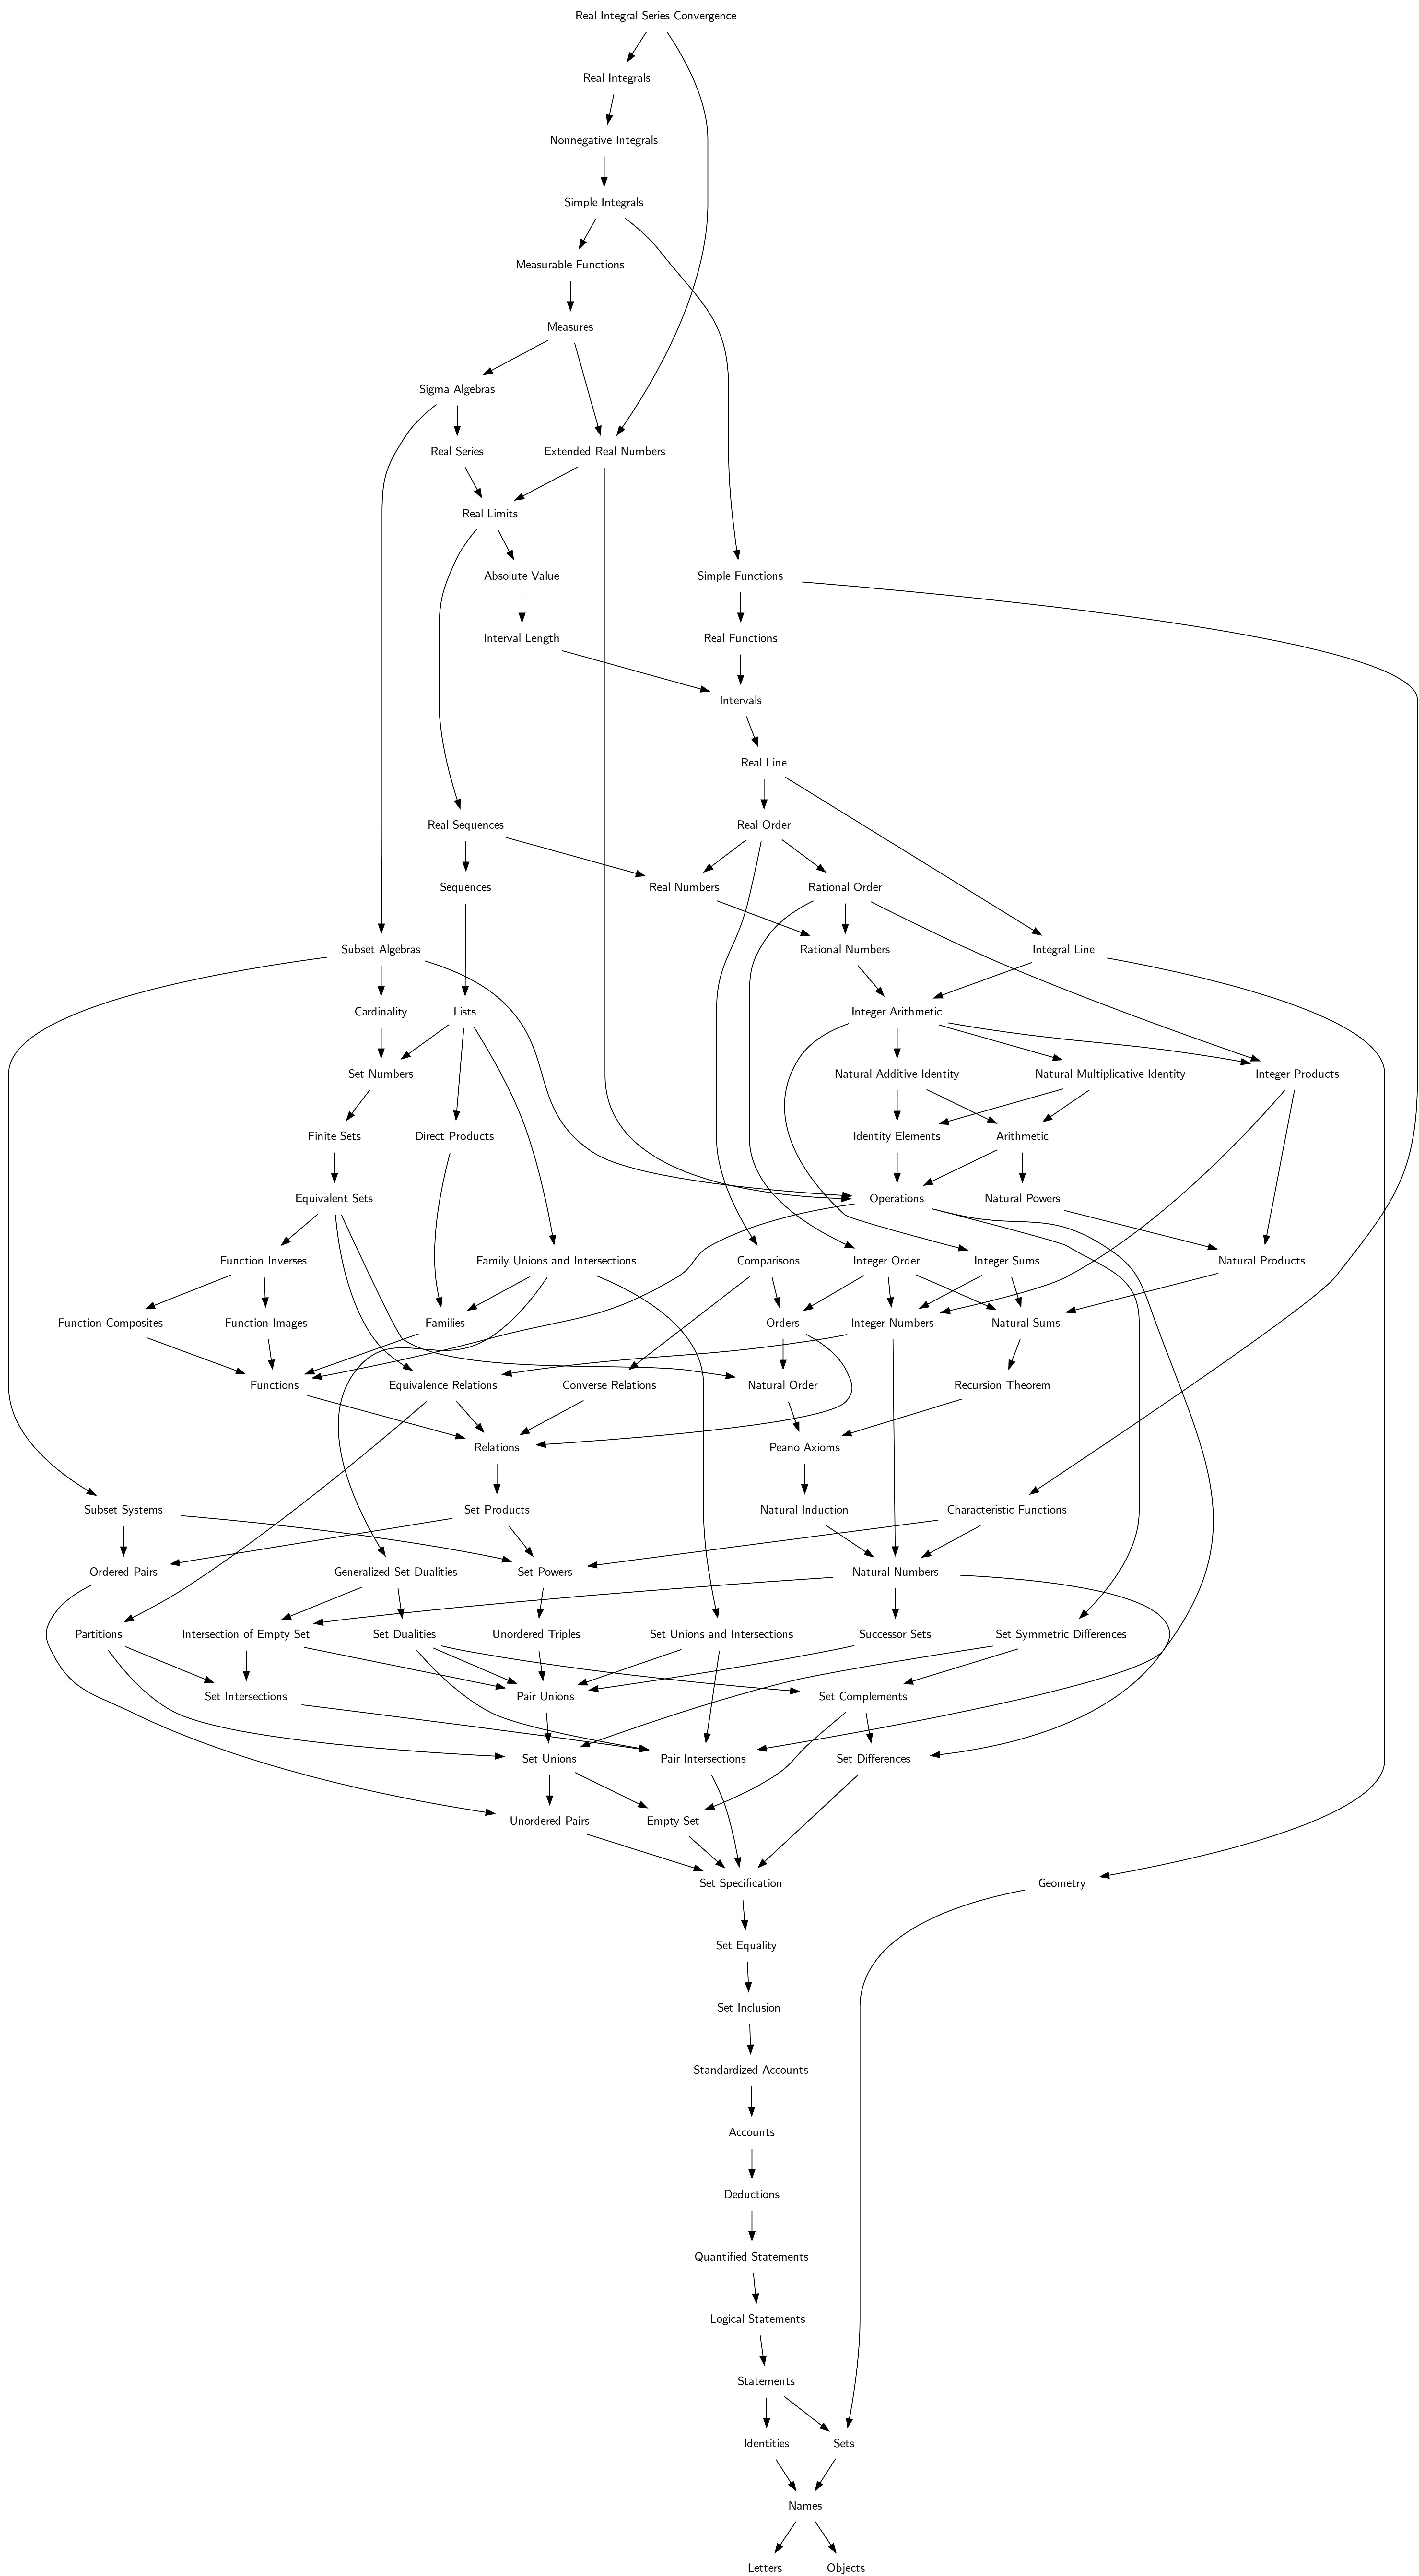 Real Integral Series Convergence
Real Integrals
Nonnegative Integrals
Simple Integrals
Measurable Functions
Measures
Sigma Algebras
Real Series
Extended Real Numbers
Real Limits
Absolute Value
Simple Functions
Interval Length
Real Functions
Intervals
Real Line
Real Sequences
Real Order
Sequences
Real Numbers
Rational Order
Subset Algebras
Rational Numbers
Integral Line
Cardinality
Lists
Integer Arithmetic
Set Numbers
Natural Additive Identity
Natural Multiplicative Identity
Integer Products
Finite Sets
Direct Products
Identity Elements
Arithmetic
Equivalent Sets
Operations
Natural Powers
Function Inverses
Family Unions and Intersections
Comparisons
Integer Order
Integer Sums
Natural Products
Function Composites
Function Images
Families
Orders
Integer Numbers
Natural Sums
Functions
Equivalence Relations
Converse Relations
Natural Order
Recursion Theorem
Relations
Peano Axioms
Subset Systems
Set Products
Natural Induction
Characteristic Functions
Ordered Pairs
Generalized Set Dualities
Set Powers
Natural Numbers
Partitions
Intersection of Empty Set
Set Dualities
Unordered Triples
Set Unions and Intersections
Successor Sets
Set Symmetric Differences
Set Intersections
Pair Unions
Set Complements
Set Unions
Pair Intersections
Set Differences
Unordered Pairs
Empty Set
Set Specification
Geometry
Set Equality
Set Inclusion
Standardized Accounts
Accounts
Deductions
Quantified Statements
Logical Statements
Statements
Identities
Sets
Names
Letters
Objects